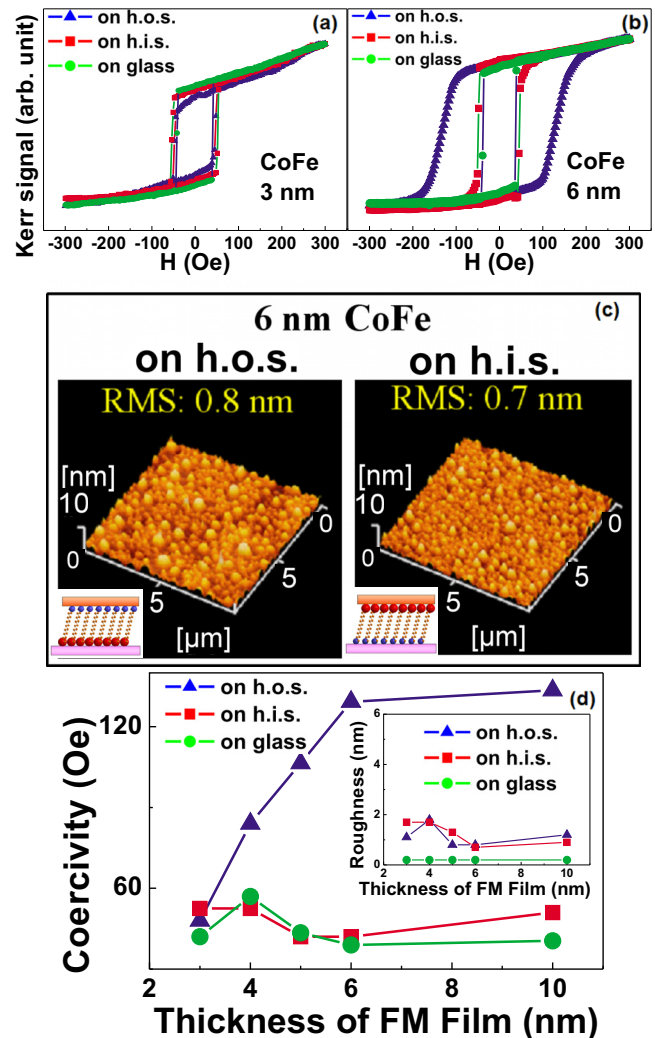 (a)
on h.o.s.
on h.i.s.
on glass
CoFe
3 nm
-300 -200 -100 0 100 200 300
H (Oe)
Kerr signal (arb. unit)
(b)
on h.o.s.
on h.i.s.
on glass
CoFe
6 nm
-300 -200 -100 0 100 200 300
H (Oe)
(c)
6 nm CoFe
on h.o.s.
on h.i.s.
RMS: 0.8 nm
RMS: 0.7 nm
[nm]
10
0
5
5
0
[µm]
[nm]
10
0
5
5
0
[µm]
(d)
on h.o.s.
on h.i.s.
on glass
120
60
Coercivity (Oe)
2 4 6 8 10
Thickness of FM Film (nm)
on h.o.s.
on h.i.s.
on glass
6
4
2
0
Roughness (nm)
2 3 4 5 6 7 8 9 10
Thickness of FM Film (nm)